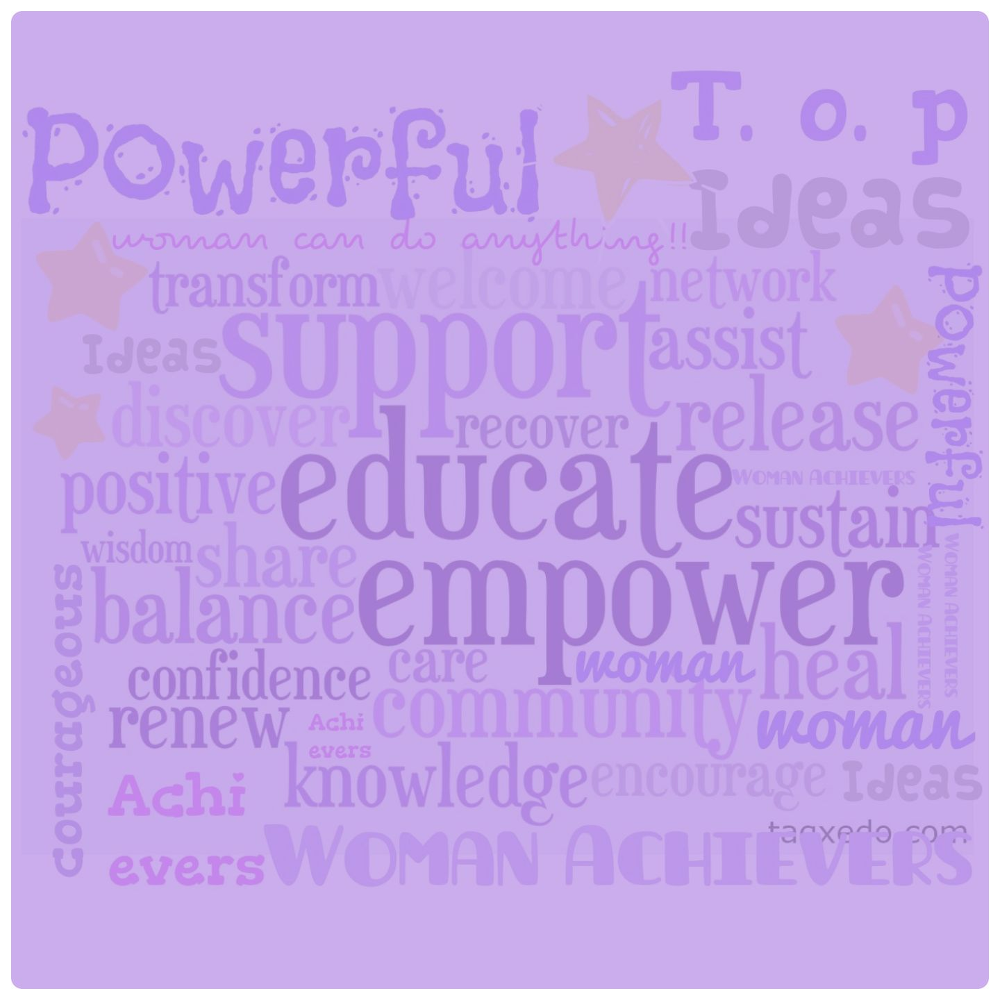 T. o. p
Powerful
Ideas
woman can do anything!!
transform welcome network
support assist
Ideas
Powerful
discover recover release
positive educate
WOMAN ACHIEVERS
sustain
wisdom share
empower
balance
WOMAN ACHIEVERS
WOMAN ACHIEVERS
courageous
confidence care woman heal
renew community
Achi
evers
woman
knowledge encourage Ideas
Achi
evers
tagxedo.com
WOMAN ACHIEVERS